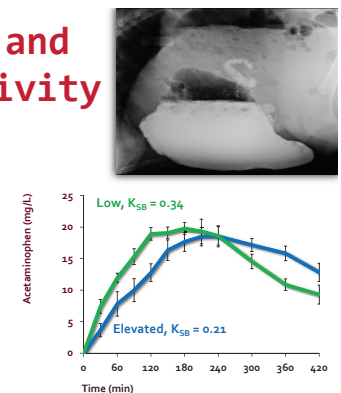 and
ivity
Acetaminophen (mg/L)
25
20
15
10
5
0
Low, KSB = 0.34
Elevated, KSB = 0.21
0 60 120 180 240 300 360 420
Time (min)